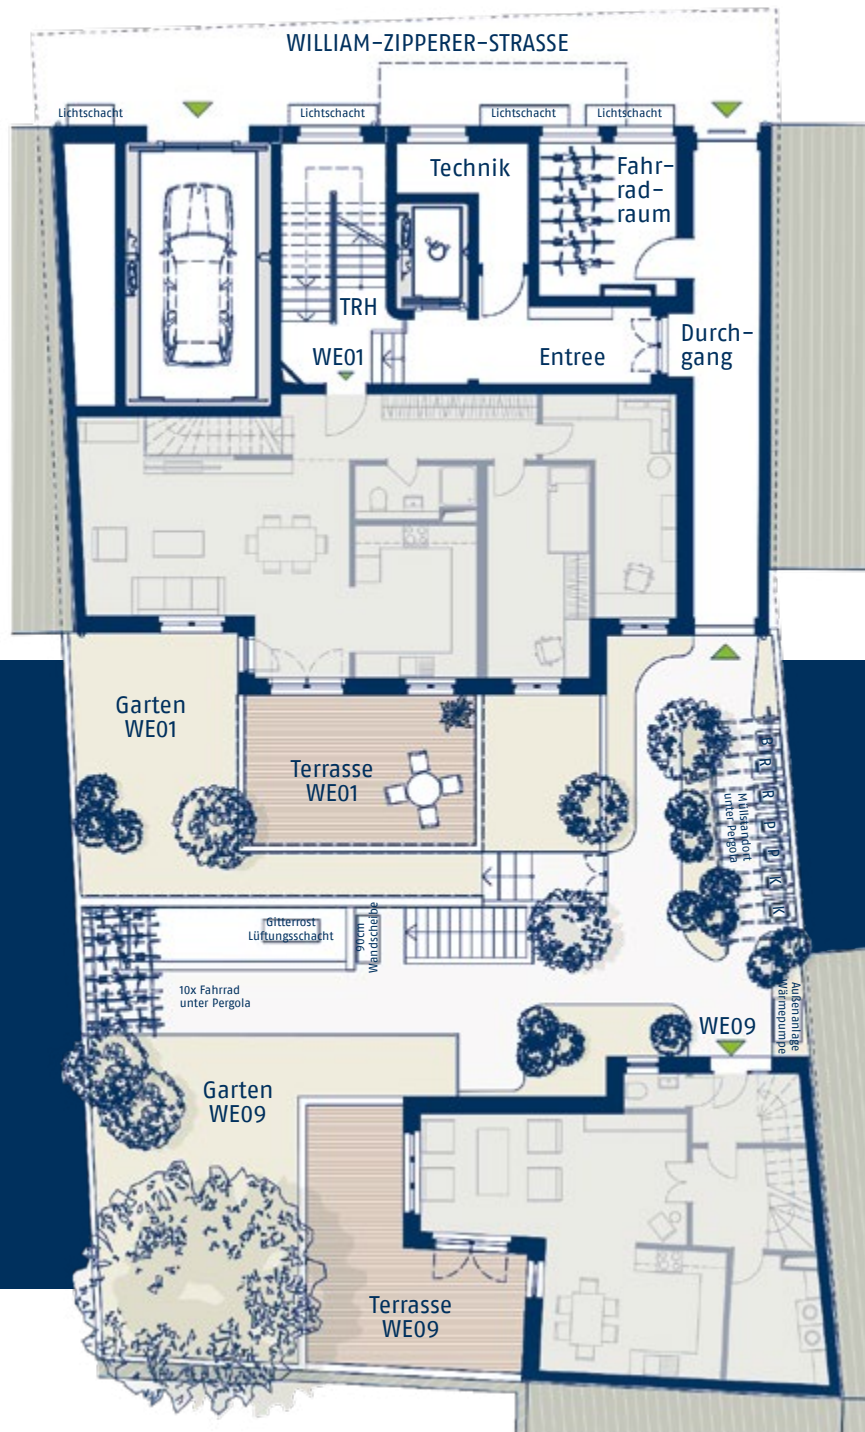 WILLIAM-ZIPPERER-STRASSE
Lichtschacht
Lichtschacht
Lichtschacht
Lichtschacht
Technik
Fahr-
rad-
raum
TRH
WE01
Entree
Durch-
gang
Garten
WE01
Terrasse
WE01
B
R
R
P
P
K
K
Müllstandort
unter Pergola
Gitterrost
Lüftungsschacht
90cm
Wandscheibe
10x Fahrrad
unter Pergola
Außenanlage
Wärmepumpe
WE09
Garten
WE09
Terrasse
WE09